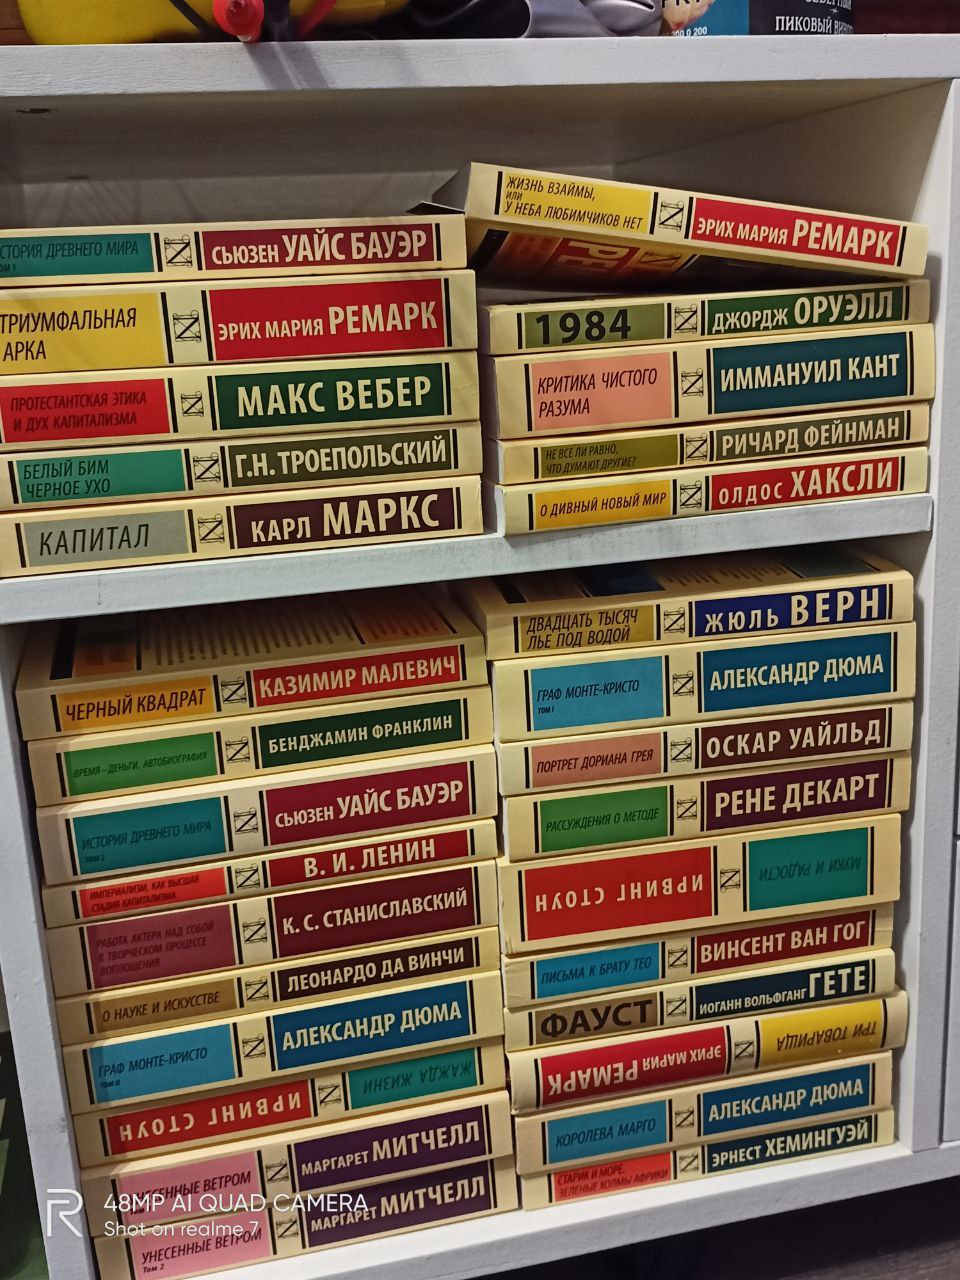 ПИКОВЫЙ
ИСТОРИЯ ДРЕВНЕГО МИРА
ТОМ 1
СЬЮЗЕН УАЙС БАУЭР
ТРИУМФАЛЬНАЯ
АРКА
ЭРИХ МАРИЯ РЕМАРК
ПРОТЕСТАНТСКАЯ ЭТИКА
И ДУХ КАПИТАЛИЗМА
МАКС ВЕБЕР
БЕЛЫЙ БИМ
ЧЕРНОЕ УХО
Г.Н. ТРОЕПОЛЬСКИЙ
КАПИТАЛ
КАРЛ МАРКС
ЖИЗНЬ ВЗАЙМЫ,
ИЛИ
У НЕБА ЛЮБИМЧИКОВ НЕТ
ЭРИХ МАРИЯ РЕМАРК
1984
ДЖОРДЖ ОРУЭЛЛ
КРИТИКА ЧИСТОГО
РАЗУМА
ИММАНУИЛ КАНТ
НЕ ВСЕ ЛИ РАВНО,
ЧТО ДУМАЮТ ДРУГИЕ?
РИЧАРД ФЕЙНМАН
О ДИВНЫЙ НОВЫЙ МИР
ОЛДОС ХАКСЛИ
ЧЕРНЫЙ КВАДРАТ
КАЗИМИР МАЛЕВИЧ
ВРЕМЯ – ДЕНЬГИ. АВТОБИОГРАФИЯ
БЕНДЖАМИН ФРАНКЛИН
ИСТОРИЯ ДРЕВНЕГО МИРА
ТОМ 2
СЬЮЗЕН УАЙС БАУЭР
ИМПЕРИАЛИЗМ, КАК ВЫСШАЯ
СТАДИЯ КАПИТАЛИЗМА
В. И. ЛЕНИН
РАБОТА АКТЕРА НАД СОБОЙ
В ТВОРЧЕСКОМ ПРОЦЕССЕ
ВОПЛОЩЕНИЯ
К. С. СТАНИСЛАВСКИЙ
О НАУКЕ И ИСКУССТВЕ
ЛЕОНАРДО ДА ВИНЧИ
ГРАФ МОНТЕ-КРИСТО
ТОМ II
АЛЕКСАНДР ДЮМА
ИРВИНГ СТОУН
ЖАЖДА ЖИЗНИ
УНЕСЕННЫЕ ВЕТРОМ
МАРГАРЕТ МИТЧЕЛЛ
УНЕСЕННЫЕ ВЕТРОМ
Том 2
МАРГАРЕТ МИТЧЕЛЛ
ДВАДЦАТЬ ТЫСЯЧ
ЛЬЕ ПОД ВОДОЙ
ЖЮЛЬ ВЕРН
ГРАФ МОНТЕ-КРИСТО
ТОМ I
АЛЕКСАНДР ДЮМА
ПОРТРЕТ ДОРИАНА ГРЕЯ
ОСКАР УАЙЛЬД
РАССУЖДЕНИЯ О МЕТОДЕ
РЕНЕ ДЕКАРТ
ИРВИНГ СТОУН
МУКИ И РАДОСТИ
ПИСЬМА К БРАТУ ТЕО
ВИНСЕНТ ВАН ГОГ
ФАУСТ
ИОГАНН ВОЛЬФГАНГ ГЕТЕ
ЭРИХ МАРИЯ РЕМАРК
ТРИ ТОВАРИЩА
КОРОЛЕВА МАРГО
АЛЕКСАНДР ДЮМА
СТАРИК И МОРЕ.
ЗЕЛЕНЫЕ ХОЛМЫ АФРИКИ
ЭРНЕСТ ХЕМИНГУЭЙ
48MP AI QUAD CAMERA
Shot on realme 7